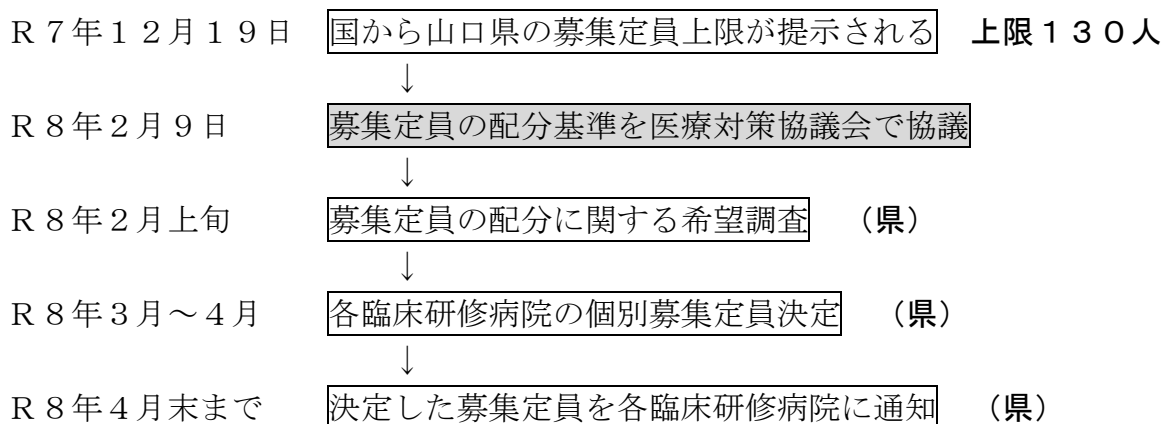 R7年12月19日 国から山口県の募集定員上限が提示される 上限130人
↓
R8年2月9日 募集定員の配分基準を医療対策協議会で協議
↓
R8年2月上旬 募集定員の配分に関する希望調査 （県）
↓
R8年3月～4月 各臨床研修病院の個別募集定員決定 （県）
↓
R8年4月末まで 決定した募集定員を各臨床研修病院に通知 （県）